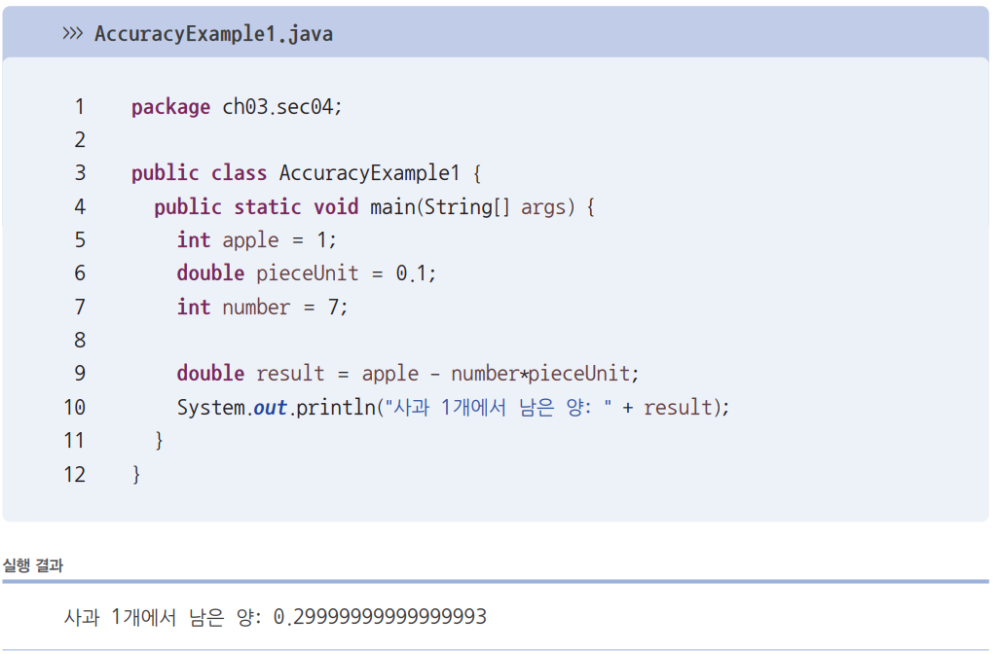 >>> AccuracyExample1.java
1 package ch03.sec04;
2
3 public class AccuracyExample1 {
4 public static void main(String[] args) {
5 int apple = 1;
6 double pieceUnit = 0.1;
7 int number = 7;
8
9 double result = apple - number*pieceUnit;
10 System.out.println("사과 1개에서 남은 양: " + result);
11 }
12 }
실행 결과
사과 1개에서 남은 양: 0.29999999999999993